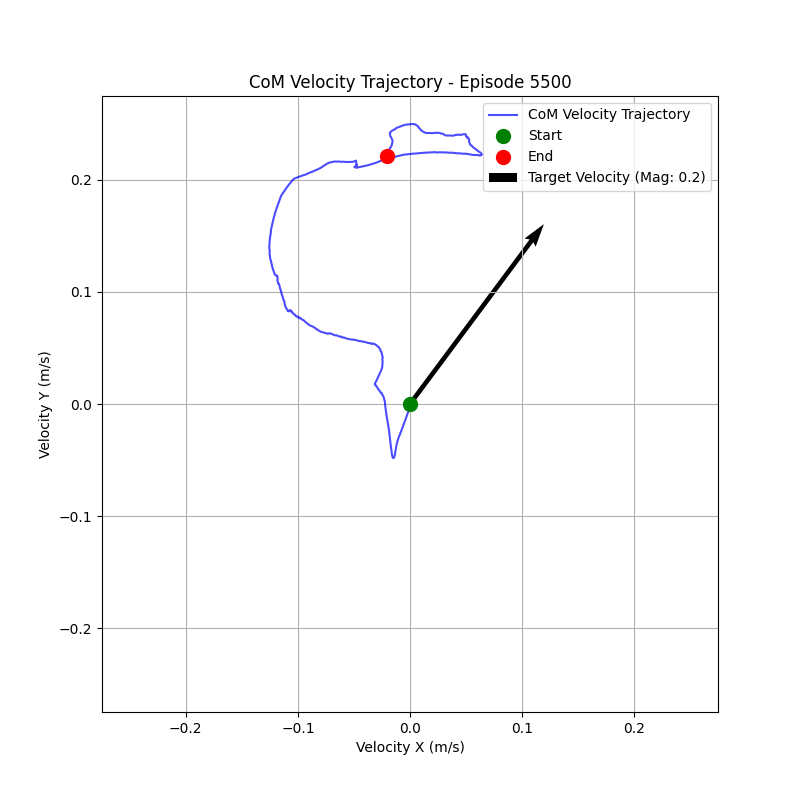 CoM Velocity Trajectory - Episode 5500
CoM Velocity Trajectory
Start
End
Target Velocity (Mag: 0.2)
Velocity Y (m/s)
0.2
0.1
0.0
−0.1
−0.2
−0.2
−0.1
0.0
0.1
0.2
Velocity X (m/s)